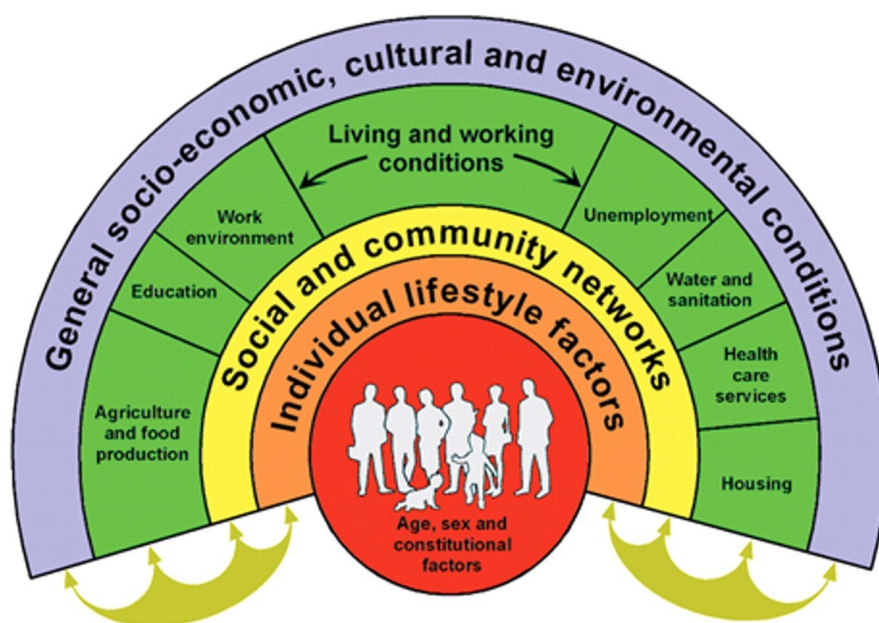 General socio-economic, cultural and environmental conditions
Living and working
conditions
Work
environment
Education
Agriculture
and food
production
Unemployment
Water and
sanitation
Health
care
services
Housing
Social and community networks
Individual lifestyle factors
Age, sex and
constitutional
factors